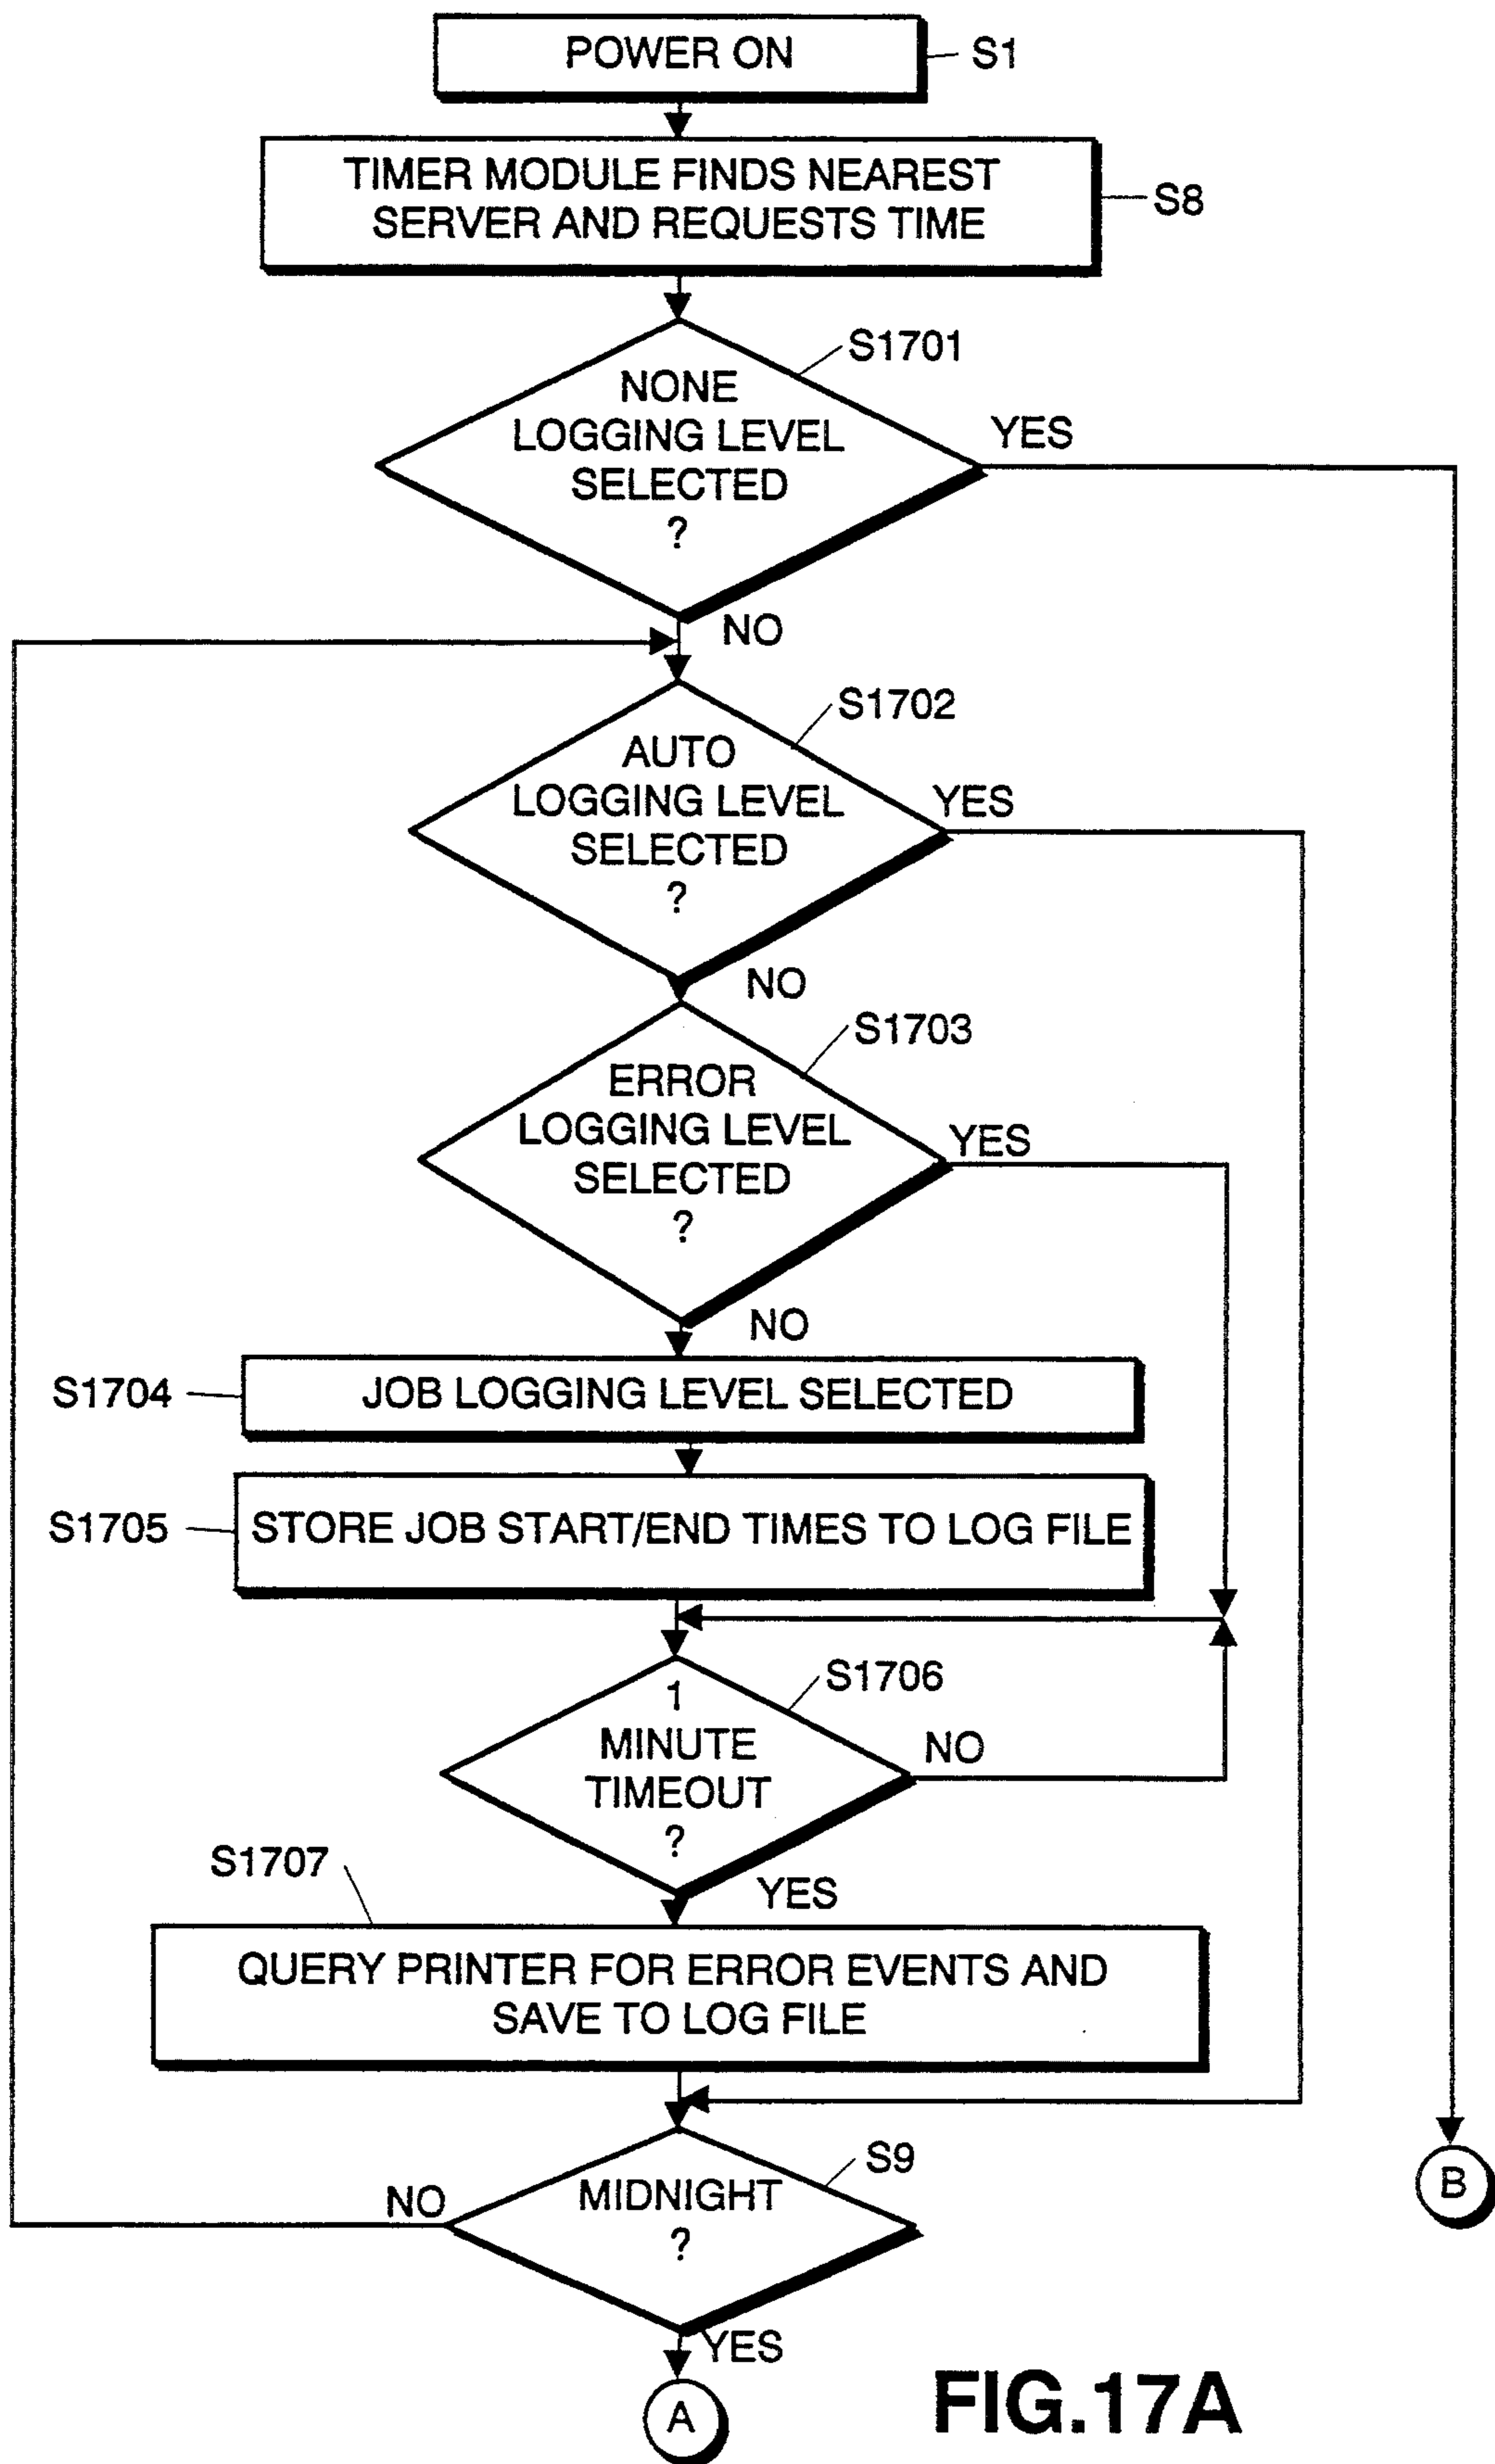 POWER ON
S1
TIMER MODULE FINDS NEAREST
SERVER AND REQUESTS TIME
S8
S1701
NONE
LOGGING LEVEL
SELECTED
?
YES
NO
S1702
AUTO
LOGGING LEVEL
SELECTED
?
YES
NO
S1703
ERROR
LOGGING LEVEL
SELECTED
?
YES
NO
S1704
JOB LOGGING LEVEL SELECTED
S1705
STORE JOB START/END TIMES TO LOG FILE
S1706
1
MINUTE
TIMEOUT
?
NO
YES
S1707
QUERY PRINTER FOR ERROR EVENTS AND
SAVE TO LOG FILE
S9
MIDNIGHT
?
NO
YES
B
A
FIG.17A